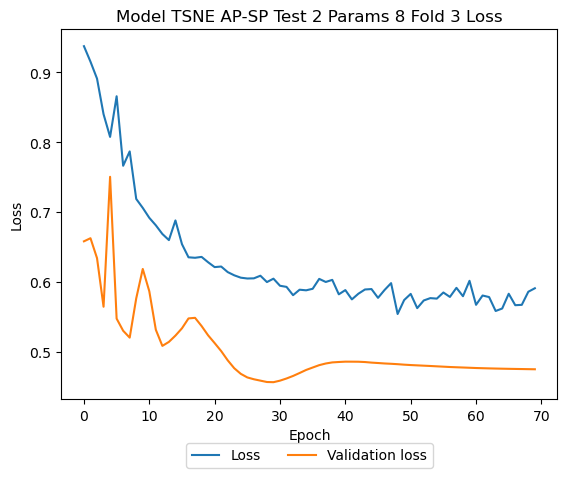 Model TSNE AP-SP Test 2 Params 8 Fold 3 Loss
0.9
0.8
0.7
0.6
0.5
Loss
0 10 20 30 40 50 60 70
Epoch
Loss Validation loss